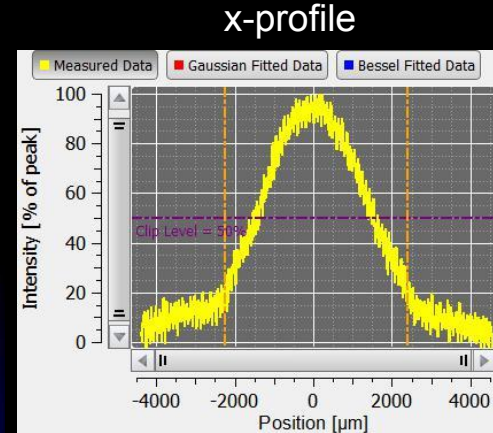 x-profile
Measured Data Gaussian Fitted Data Bessel Fitted Data
Intensity [% of peak]
100
80
60
Clip Level = 50%
40
20
0
-4000 -2000 0 2000 4000
Position [µm]